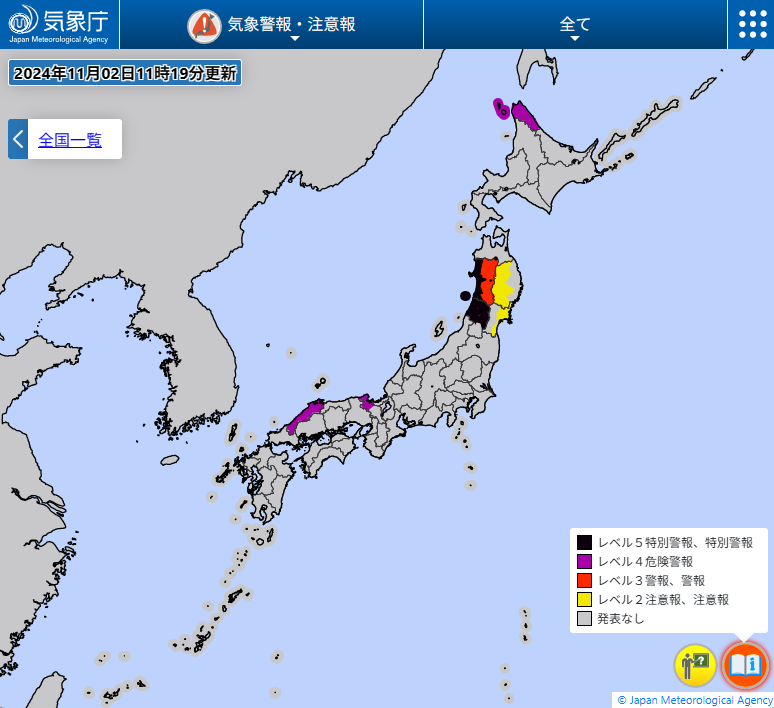 気象庁
Japan Meteorological Agency
気象警報・注意報
全て
2024年11月02日11時19分更新
全国一覧
レベル5特別警報、特別警報
レベル4危険警報
レベル3警報、警報
レベル2注意報、注意報
発表なし
?
i
© Japan Meteorological Agency